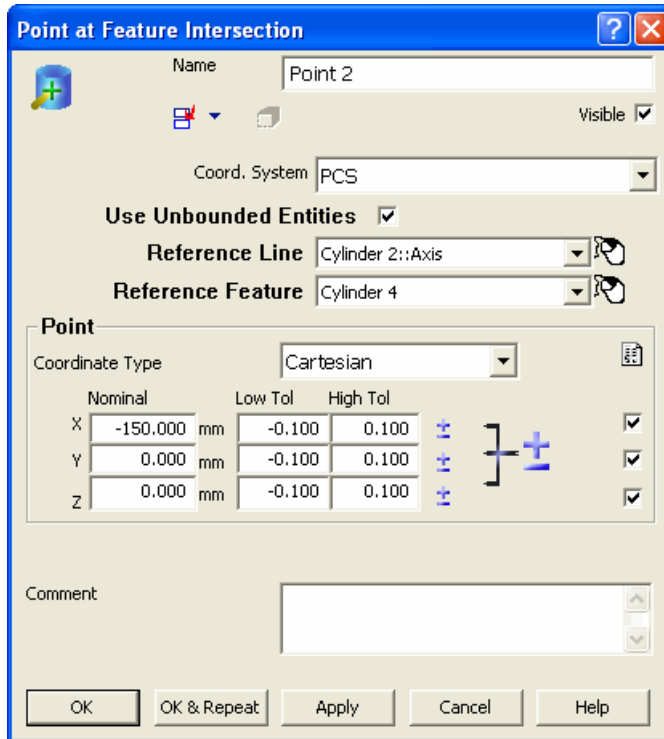 Point at Feature Intersection
Name Point 2
Visible
Coord. System PCS
Use Unbounded Entities
Reference Line Cylinder 2::Axis
Reference Feature Cylinder 4
Point
Coordinate Type Cartesian
Nominal Low Tol High Tol
X -150.000 mm -0.100 0.100
Y 0.000 mm -0.100 0.100
Z 0.000 mm -0.100 0.100
Comment
OK OK & Repeat Apply Cancel Help